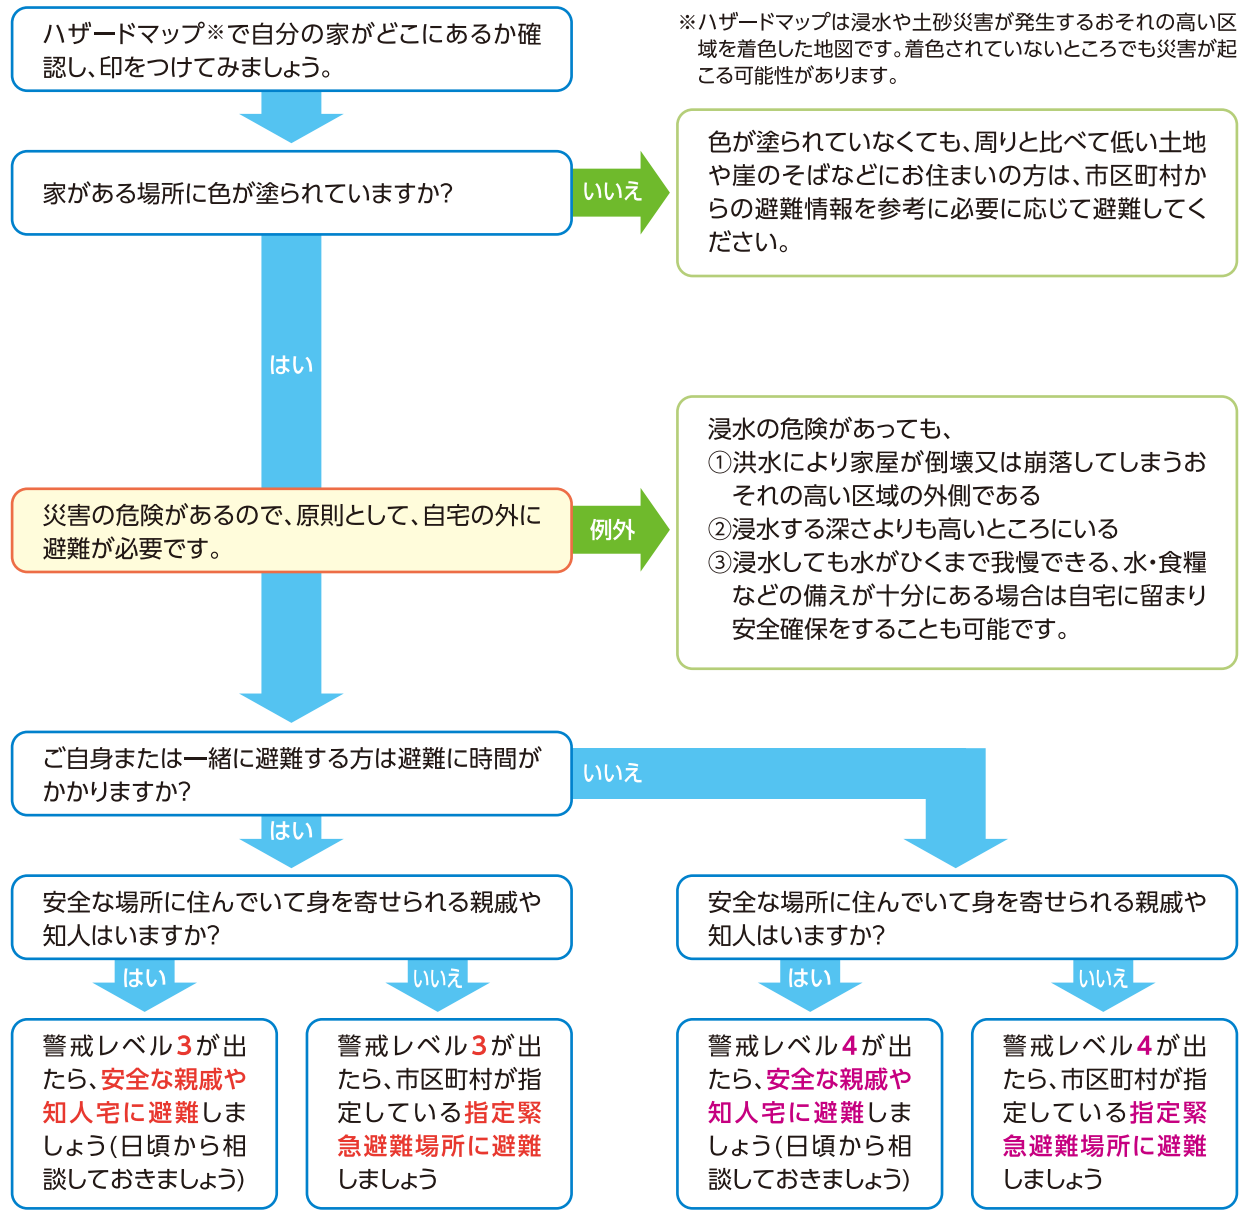 ハザードマップ※で自分の家がどこにあるか確
認し、印をつけてみましょう。
※ハザードマップは浸水や土砂災害が発生するおそれの高い区
域を着色した地図です。着色されていないところでも災害が起
こる可能性があります。
家がある場所に色が塗られていますか?
いいえ
色が塗られていなくても、周りと比べて低い土地
や崖のそばなどにお住まいの方は、市区町村か
らの避難情報を参考に必要に応じて避難してく
ださい。
はい
災害の危険があるので、原則として、自宅の外に
避難が必要です。
例外
浸水の危険があっても、
①洪水により家屋が倒壊又は崩落してしまうお
それの高い区域の外側である
②浸水する深さよりも高いところにいる
③浸水しても水がひくまで我慢できる、水・食糧
などの備えが十分にある場合は自宅に留まり
安全確保をすることも可能です。
ご自身または一緒に避難する方は避難に時間が
かかりますか?
いいえ
はい
安全な場所に住んでいて身を寄せられる親戚や
知人はいますか?
はい
いいえ
安全な場所に住んでいて身を寄せられる親戚や
知人はいますか?
はい
いいえ
警戒レベル3が出
たら、安全な親戚や
知人宅に避難しま
しょう(日頃から相
談しておきましょう)
警戒レベル3が出
たら、市区町村が指
定している指定緊
急避難場所に避難
しましょう
警戒レベル4が出
たら、安全な親戚や
知人宅に避難しま
しょう(日頃から相
談しておきましょう)
警戒レベル4が出
たら、市区町村が指
定している指定緊
急避難場所に避難
しましょう